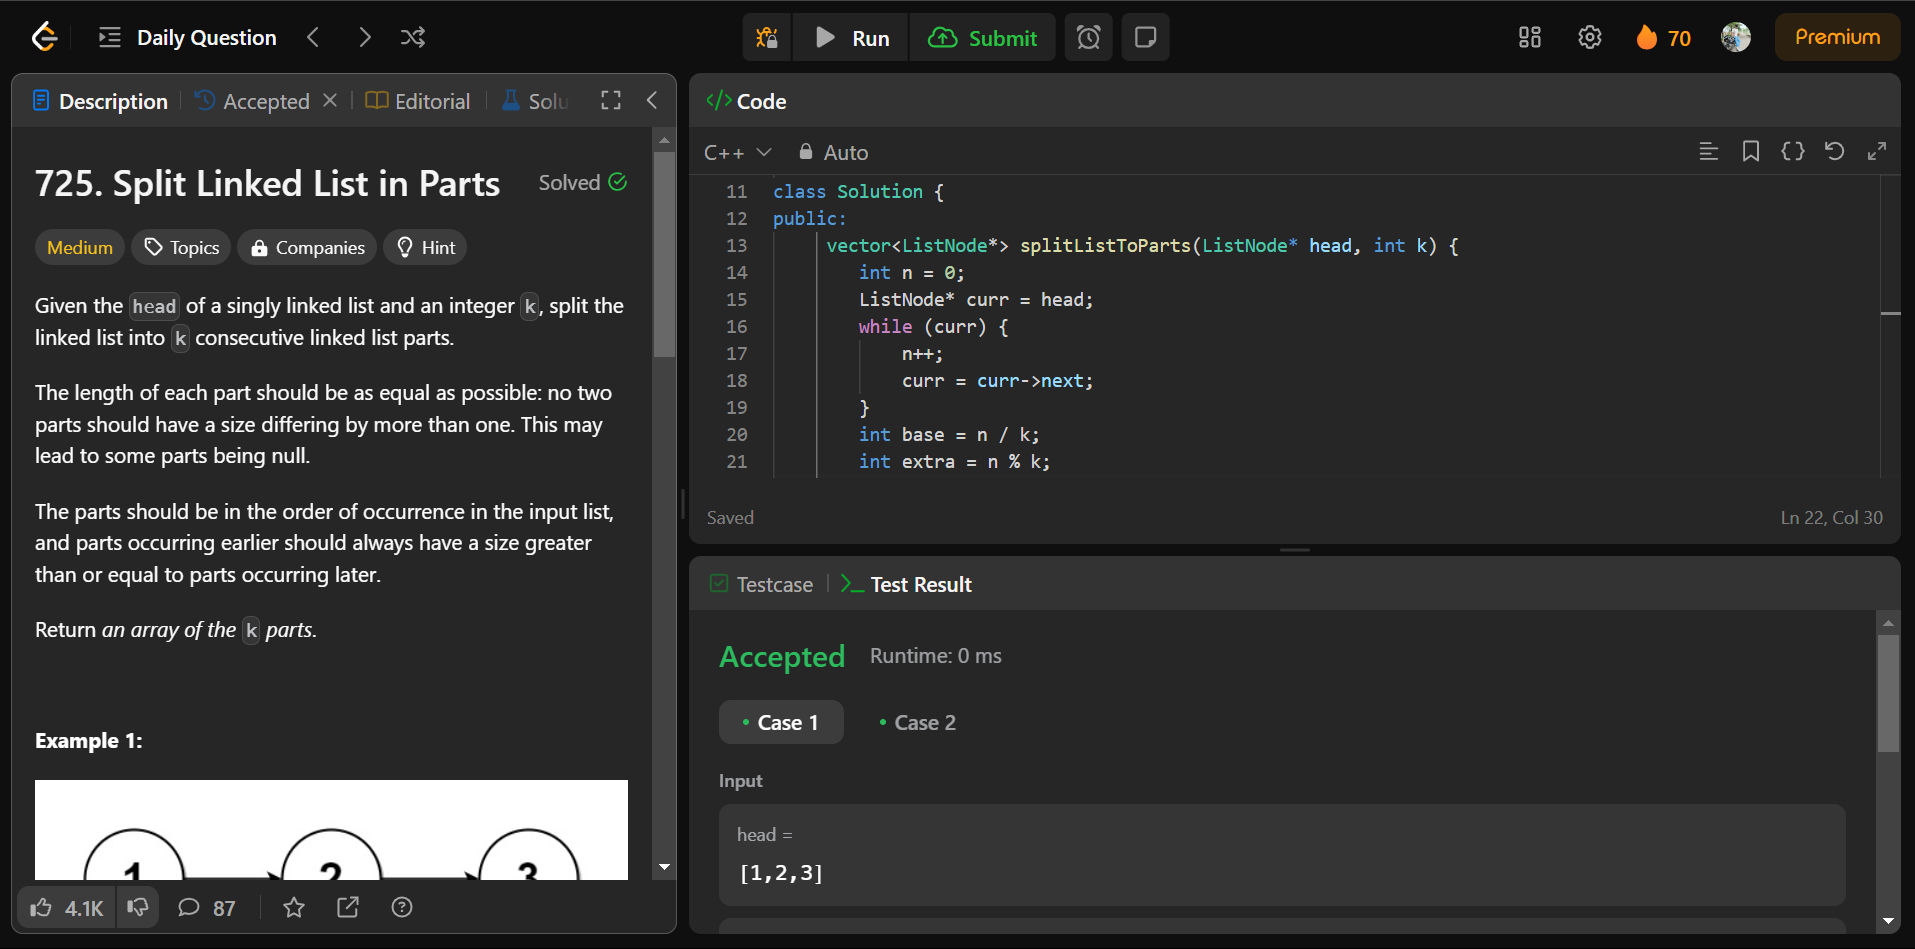 Daily Question
Run
Submit
70
Premium
Description
Accepted
Editorial
Solu
725. Split Linked List in Parts
Solved
Medium
Topics
Companies
Hint
Given the head of a singly linked list and an integer k, split the
linked list into k consecutive linked list parts.
The length of each part should be as equal as possible: no two
parts should have a size differing by more than one. This may
lead to some parts being null.
The parts should be in the order of occurrence in the input list,
and parts occurring earlier should always have a size greater
than or equal to parts occurring later.
Return an array of the k parts.
Example 1:
1 2 3
4.1K
87
</> Code
C++
Auto
11 class Solution {
12 public:
13 vector<ListNode*> splitListToParts(ListNode* head, int k) {
14 int n = 0;
15 ListNode* curr = head;
16 while (curr) {
17 n++;
18 curr = curr->next;
19 }
20 int base = n / k;
21 int extra = n % k;
Saved
Ln 22, Col 30
Testcase
Test Result
Accepted
Runtime: 0 ms
Case 1
Case 2
Input
head =
[1,2,3]